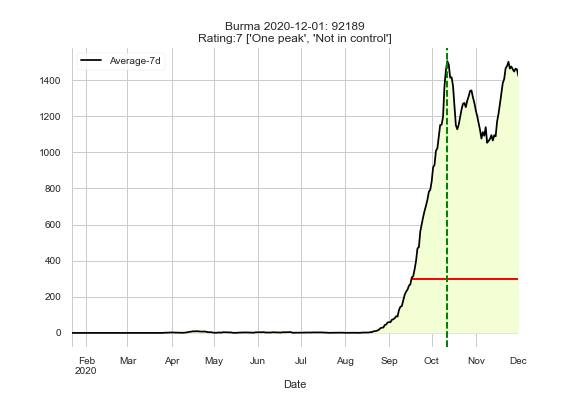 Burma 2020-12-01: 92189
Rating:7 ['One peak', 'Not in control']
Average-7d
1400
1200
1000
800
600
400
200
0
Feb Mar Apr May Jun Jul Aug Sep Oct Nov Dec
2020
Date